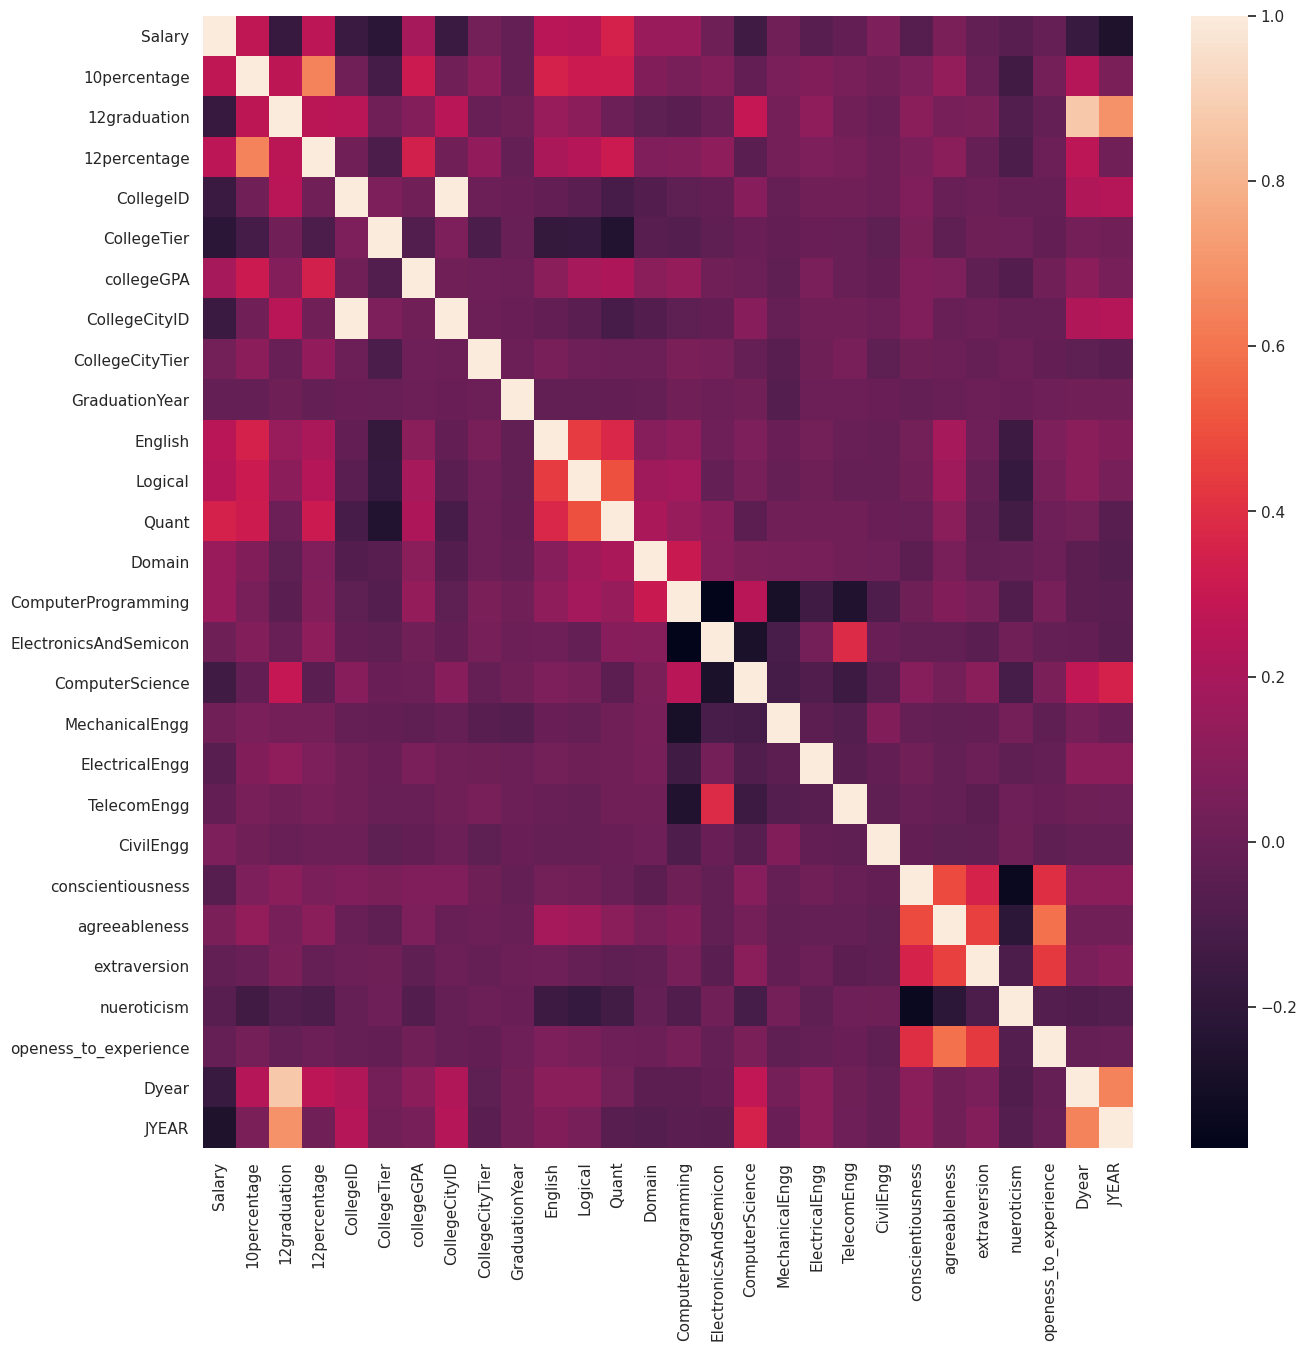 Salary
10percentage
12graduation
12percentage
CollegeID
CollegeTier
collegeGPA
CollegeCityID
CollegeCityTier
GraduationYear
English
Logical
Quant
Domain
ComputerProgramming
ElectronicsAndSemicon
ComputerScience
MechanicalEngg
ElectricalEngg
TelecomEngg
CivilEngg
conscientiousness
agreeableness
extraversion
nueroticism
openess_to_experience
Dyear
JYEAR
Salary
10percentage
12graduation
12percentage
CollegeID
CollegeTier
collegeGPA
CollegeCityID
CollegeCityTier
GraduationYear
English
Logical
Quant
Domain
ComputerProgramming
ElectronicsAndSemicon
ComputerScience
MechanicalEngg
ElectricalEngg
TelecomEngg
CivilEngg
conscientiousness
agreeableness
extraversion
nueroticism
openess_to_experience
Dyear
JYEAR
1.0
0.8
0.6
0.4
0.2
0.0
−0.2